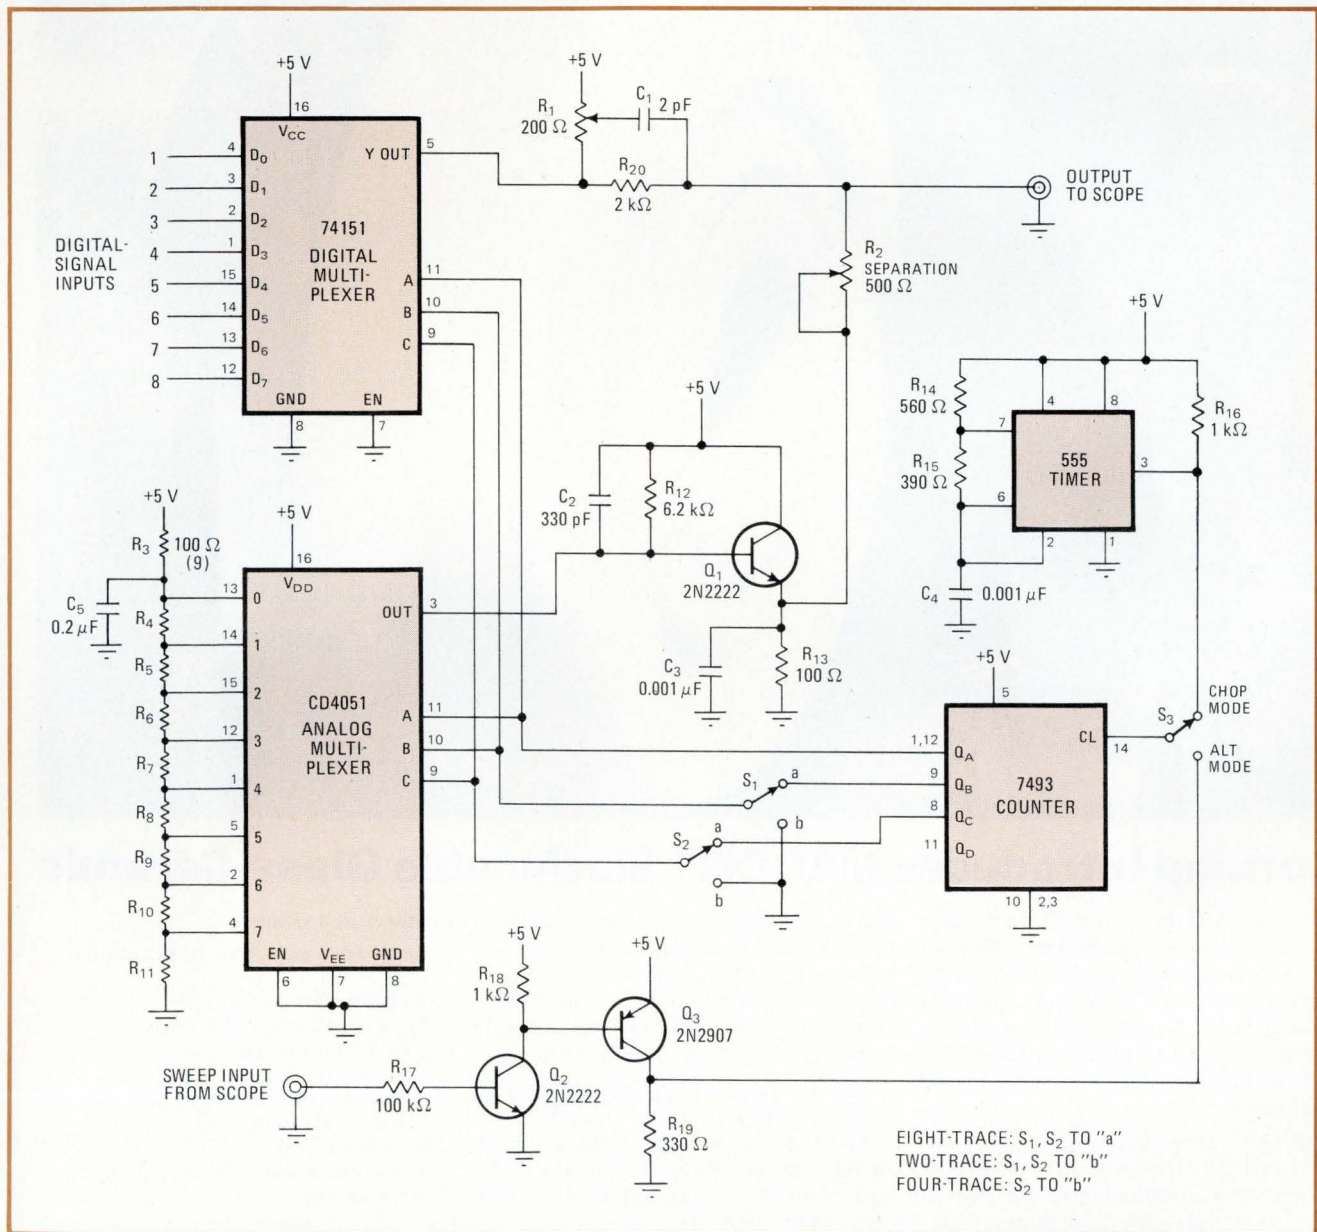 +5 V
16
VCC
DIGITAL-
SIGNAL
INPUTS
1
2
3
4
5
6
7
8
4 D0
3 D1
2 D2
1 D3
15 D4
14 D5
13 D6
12 D7
74151
DIGITAL
MULTI-
PLEXER
Y OUT 5
A 11
B 10
C 9
GND
8
EN
7
+5 V
R1
200 Ω
C1
2 pF
R20
2 kΩ
OUTPUT
TO SCOPE
R2
SEPARATION
500 Ω
+5 V
R3
100 Ω
(9)
C5
0.2 µF
R4
R5
R6
R7
R8
R9
R10
R11
+5 V
16
VDD
13 0
14 1
15 2
12 3
1 4
5 5
2 6
4 7
CD4051
ANALOG
MULTI-
PLEXER
OUT 3
A 11
B 10
C 9
EN
6
VEE
7
GND
8
+5 V
C2
330 pF
R12
6.2 kΩ
Q1
2N2222
C3
0.001 µF
R13
100 Ω
+5 V
R14
560 Ω
R15
390 Ω
4
8
7
6
2
1
3
555
TIMER
R16
1 kΩ
C4
0.001 µF
+5 V
5
1,12 QA
9 QB
8 QC
11 QD
7493
COUNTER
CL
14
10
2,3
S3
CHOP
MODE
ALT
MODE
S1
a
b
S2
a
b
SWEEP INPUT
FROM SCOPE
R17
100 kΩ
+5 V
R18
1 kΩ
Q2
2N2222
+5 V
Q3
2N2907
R19
330 Ω
EIGHT-TRACE: S1, S2 TO "a"
TWO-TRACE: S1, S2 TO "b"
FOUR-TRACE: S2 TO "b"